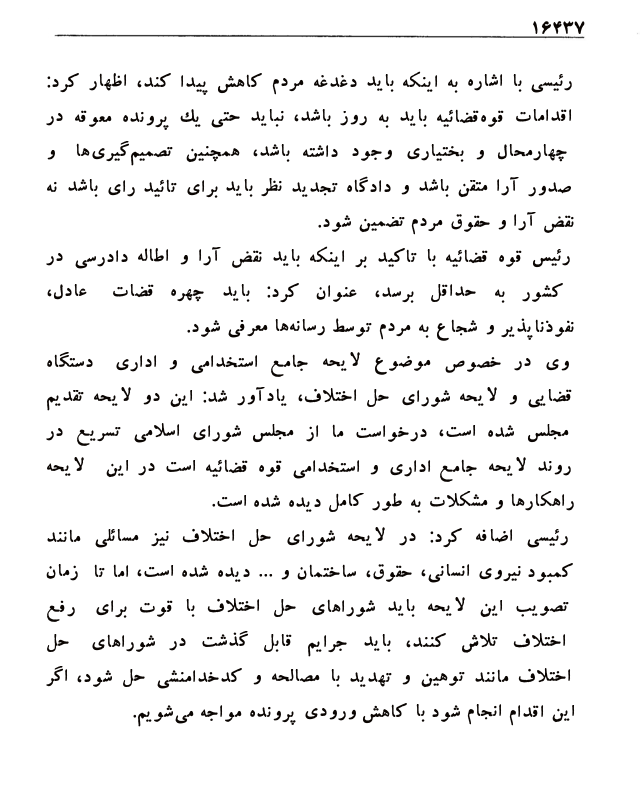 ۱۶۴۳۷
رئیسی با اشاره به اینکه باید دغدغه مردم کاهش پیدا کند، اظهار کرد:
اقدامات قوه‌قضائیه باید به روز باشد، نباید حتی یك پرونده معوقه در
چهارمحال و بختیاری وجود داشته باشد، همچنین تصمیم‌گیری‌ها و
صدور آرا متقن باشد و دادگاه تجدید نظر باید برای تائید رای باشد نه
نقض آرا و حقوق مردم تضمین شود.
رئیس قوه قضائیه با تاکید بر اینکه باید نقض آرا و اطاله دادرسی در
کشور به حداقل برسد، عنوان کرد: باید چهره قضات عادل،
نفوذناپذیر و شجاع به مردم توسط رسانه‌ها معرفی شود.
وی در خصوص موضوع لایحه جامع استخدامی و اداری دستگاه
قضایی و لایحه شورای حل اختلاف، یادآور شد: این دو لایحه تقدیم
مجلس شده است، درخواست ما از مجلس شورای اسلامی تسریع در
روند لایحه جامع اداری و استخدامی قوه قضائیه است در این لایحه
راهکارها و مشکلات به طور کامل دیده شده است.
رئیسی اضافه کرد: در لایحه شورای حل اختلاف نیز مسائلی مانند
کمبود نیروی انسانی، حقوق، ساختمان و ... دیده شده است، اما تا زمان
تصویب این لایحه باید شوراهای حل اختلاف با قوت برای رفع
اختلاف تلاش کنند، باید جرایم قابل گذشت در شوراهای حل
اختلاف مانند توهین و تهدید با مصالحه و کدخدامنشی حل شود، اگر
این اقدام انجام شود با کاهش ورودی پرونده مواجه می‌شویم.